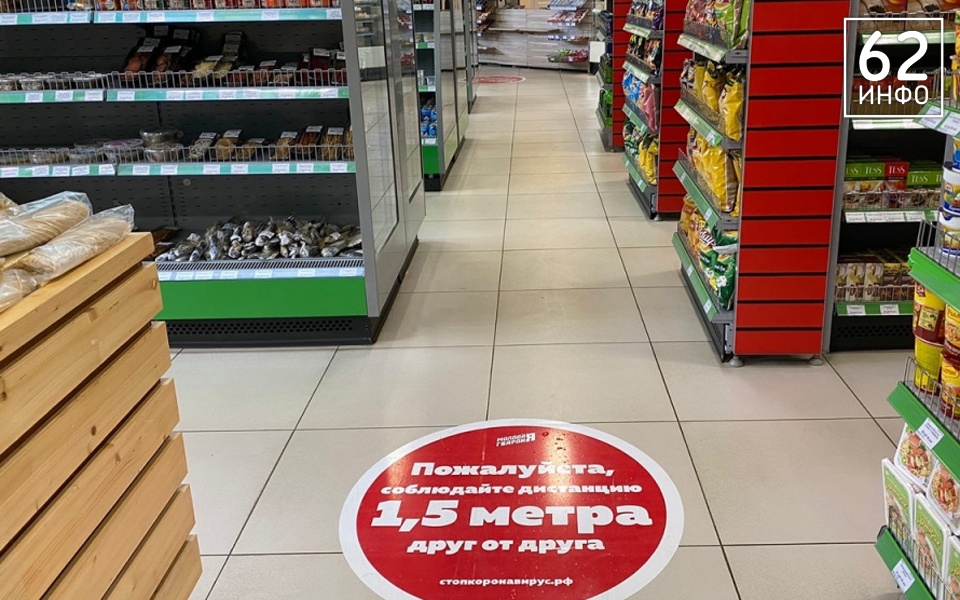 62
ИНФО
TESS
МОЛОДАЯ
ГВАРДИЯ
Пожалуйста,
соблюдайте дистанцию
1,5 метра
друг от друга
стопкоронавирус.рф